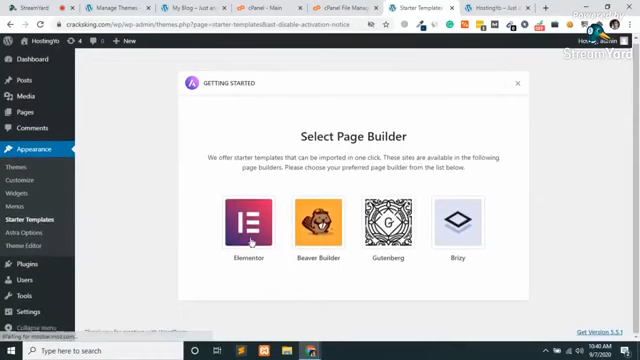 StreamYard
Manage Themes
My Blog – Just an
cPanel - Main
cPanel File Manag
Starter Templates
HostingYo – Just
Powered by
StreamYard
cracksking.com/wp-admin/themes.php?page=starter-templates&ast-disable-activation-notice
HostingYo
4
0
New
admin
Dashboard
Posts
Media
Pages
Comments
Appearance
Themes
Customize
Widgets
Menus
Starter Templates
Astra Options
Theme Editor
Plugins
Users
Tools
Settings
Collapse menu
GETTING STARTED
Select Page Builder
We offer starter templates that can be imported in one click. These sites are available in the following
page builders. Please choose your preferred page builder from the list below.
Elementor
Beaver Builder
Gutenberg
Brizy
Get Version 5.5.1
Type here to search
10:40 AM
9/7/2020